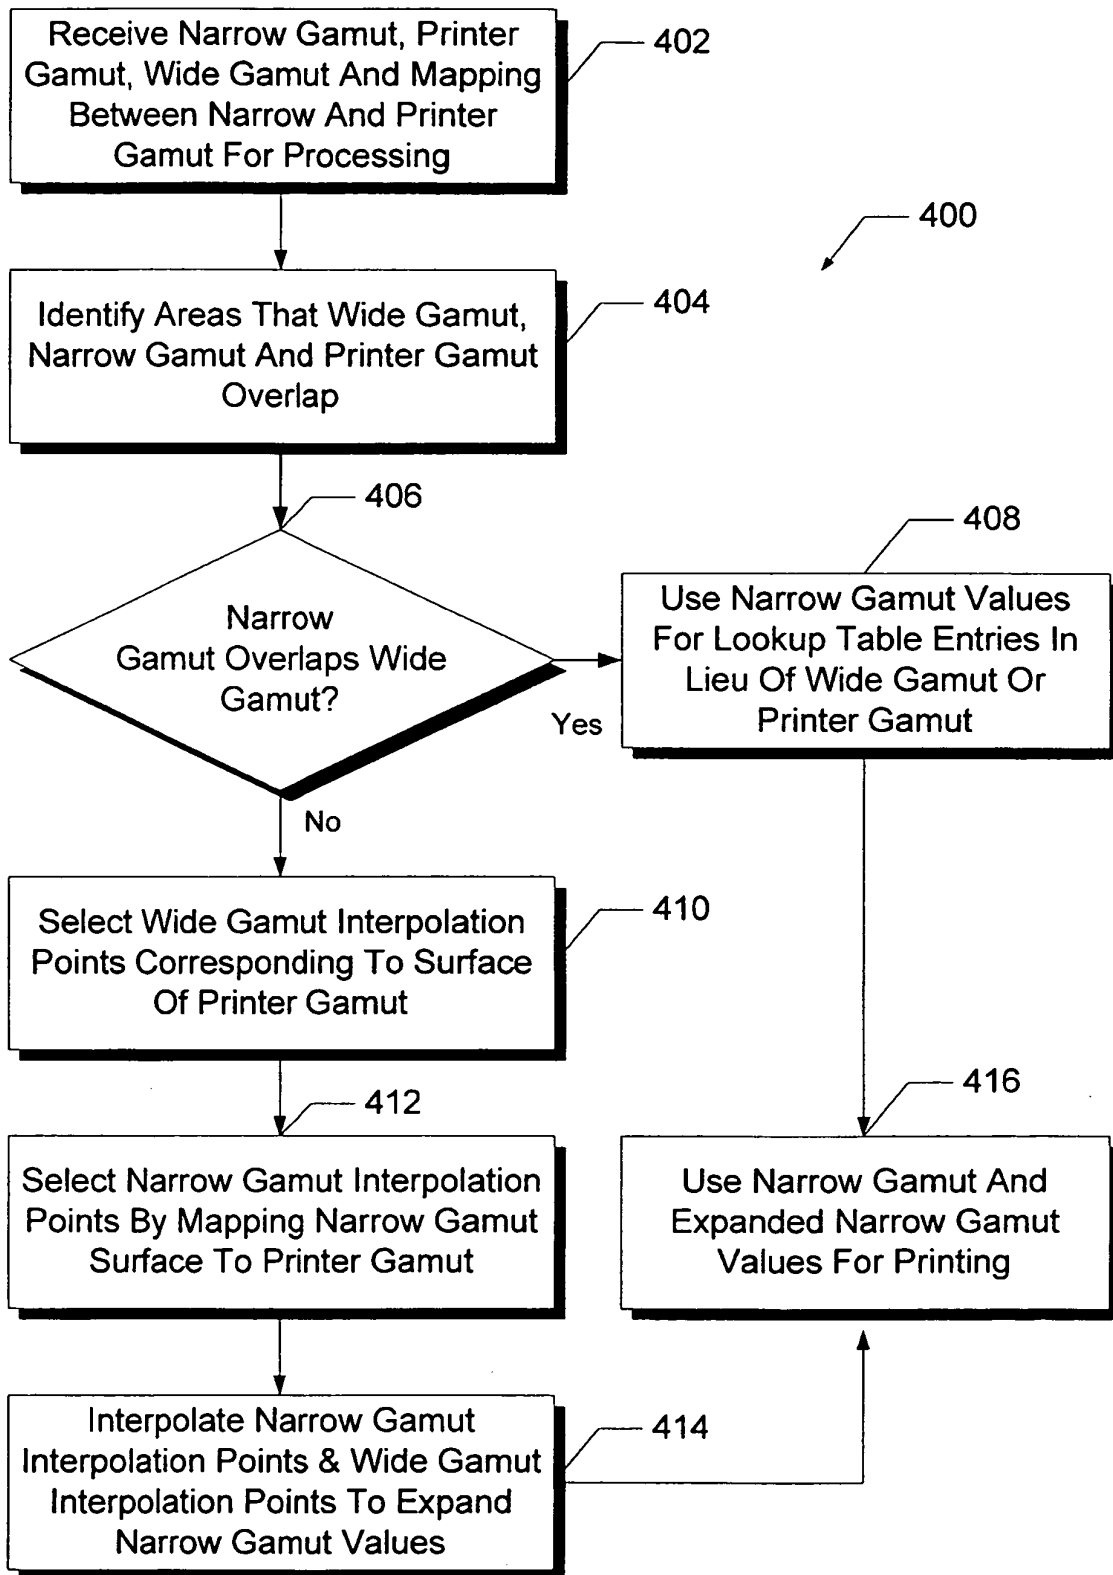 Receive Narrow Gamut, Printer
Gamut, Wide Gamut And Mapping
Between Narrow And Printer
Gamut For Processing
402
400
Identify Areas That Wide Gamut,
Narrow Gamut And Printer Gamut
Overlap
404
406
Narrow
Gamut Overlaps Wide
Gamut?
Yes
No
408
Use Narrow Gamut Values
For Lookup Table Entries In
Lieu Of Wide Gamut Or
Printer Gamut
Select Wide Gamut Interpolation
Points Corresponding To Surface
Of Printer Gamut
410
412
Select Narrow Gamut Interpolation
Points By Mapping Narrow Gamut
Surface To Printer Gamut
416
Use Narrow Gamut And
Expanded Narrow Gamut
Values For Printing
Interpolate Narrow Gamut
Interpolation Points & Wide Gamut
Interpolation Points To Expand
Narrow Gamut Values
414